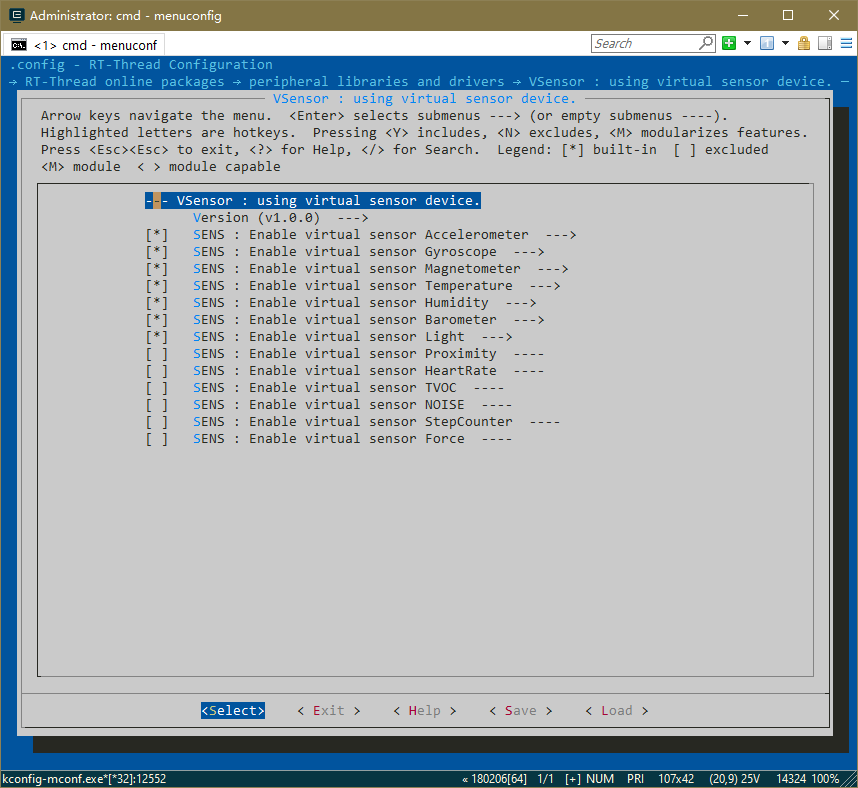 Administrator: cmd - menuconfig
<1> cmd - menuconf
Search
.config - RT-Thread Configuration
→ RT-Thread online packages → peripheral libraries and drivers → VSensor : using virtual sensor device. ─
VSensor : using virtual sensor device.
Arrow keys navigate the menu.  <Enter> selects submenus ---> (or empty submenus ----).
Highlighted letters are hotkeys.  Pressing <Y> includes, <N> excludes, <M> modularizes features.
Press <Esc><Esc> to exit, <?> for Help, </> for Search.  Legend: [*] built-in  [ ] excluded
<M> module  < > module capable
--- VSensor : using virtual sensor device.
Version (v1.0.0)  --->
[*]   SENS : Enable virtual sensor Accelerometer  --->
[*]   SENS : Enable virtual sensor Gyroscope  --->
[*]   SENS : Enable virtual sensor Magnetometer  --->
[*]   SENS : Enable virtual sensor Temperature  --->
[*]   SENS : Enable virtual sensor Humidity  --->
[*]   SENS : Enable virtual sensor Barometer  --->
[*]   SENS : Enable virtual sensor Light  --->
[ ]   SENS : Enable virtual sensor Proximity  ----
[ ]   SENS : Enable virtual sensor HeartRate  ----
[ ]   SENS : Enable virtual sensor TVOC  ----
[ ]   SENS : Enable virtual sensor NOISE  ----
[ ]   SENS : Enable virtual sensor StepCounter  ----
[ ]   SENS : Enable virtual sensor Force  ----
<Select>    < Exit >    < Help >    < Save >    < Load >
kconfig-mconf.exe*[*32]:12552 « 180206[64] 1/1 [+] NUM PRI 107x42 (20,9) 25V 14324 100%